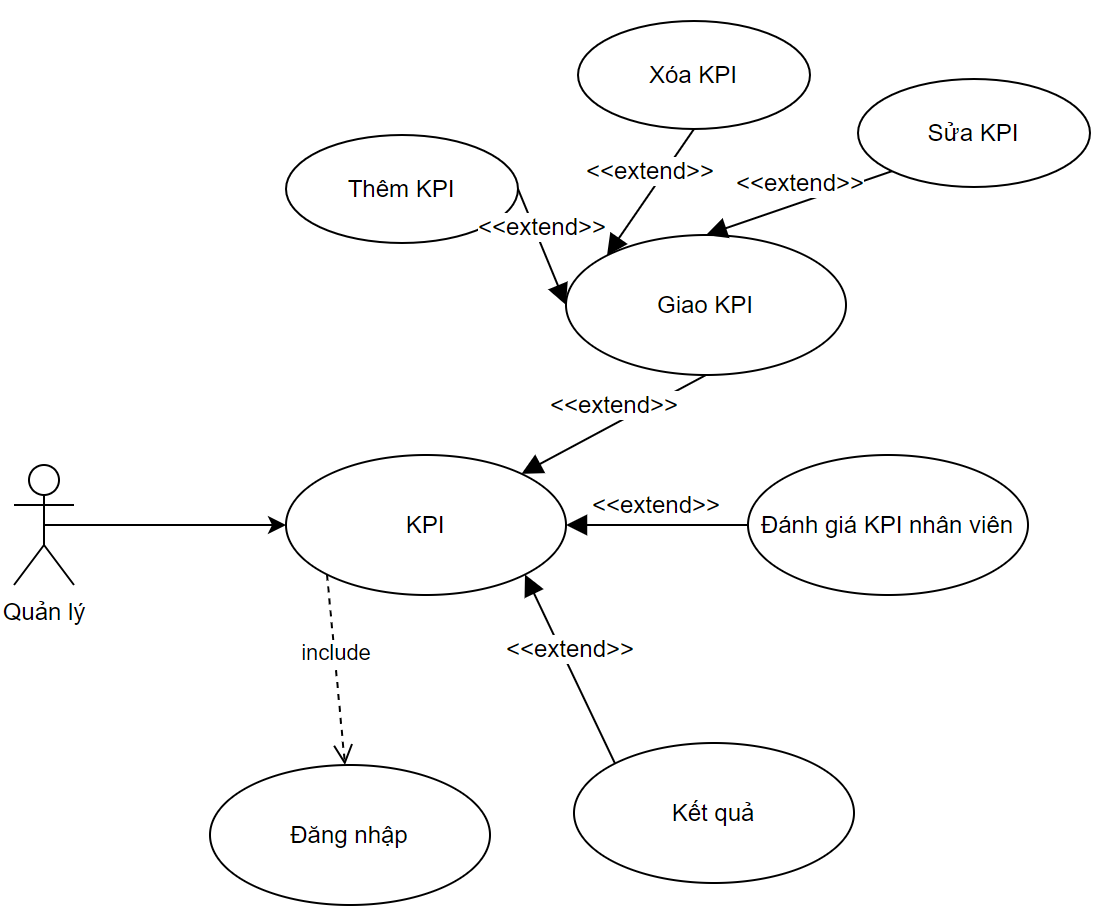 Xóa KPI
Sửa KPI
<<extend>>
<<extend>>
Thêm KPI
<<extend>>
Giao KPI
<<extend>>
<<extend>>
KPI
Đánh giá KPI nhân viên
Quản lý
include
<<extend>>
Kết quả
Đăng nhập